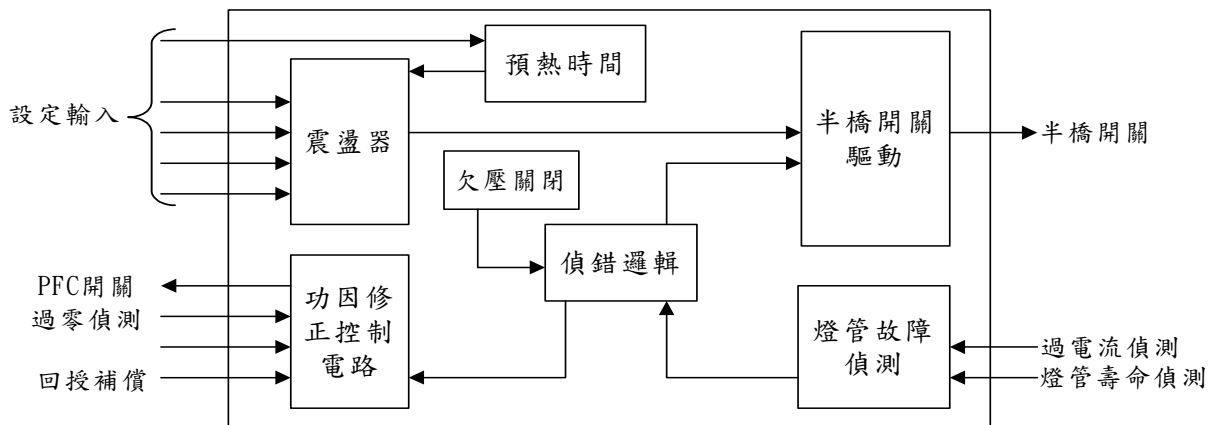 設定輸入
預熱時間
震盪器
半橋開關
驅動
半橋開關
欠壓關閉
偵錯邏輯
PFC開關
過零偵測
回授補償
功因修
正控制
電路
燈管故障
偵測
過電流偵測
燈管壽命偵測